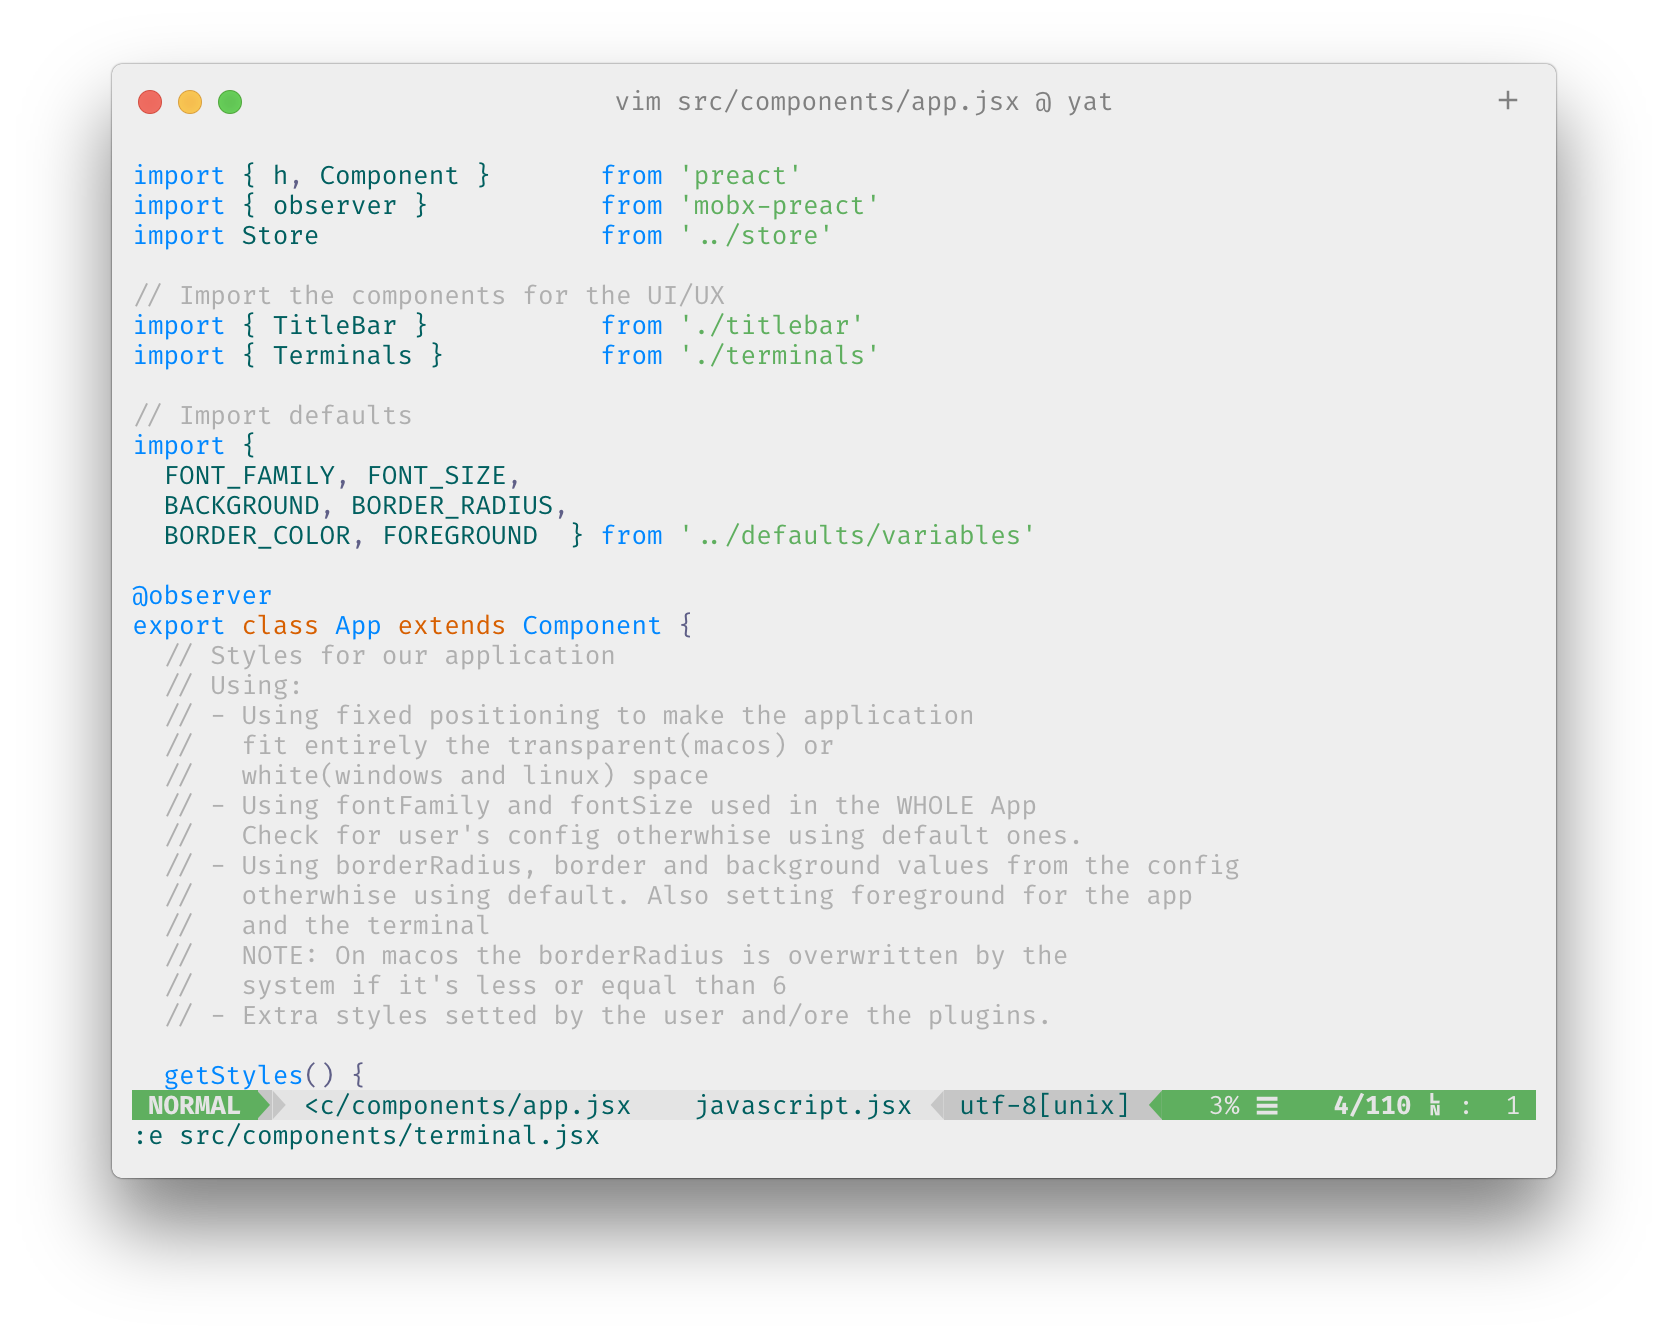 vim src/components/app.jsx @ yat +
import { h, Component }       from 'preact'
import { observer }           from 'mobx-preact'
import Store                  from '../store'
// Import the components for the UI/UX
import { TitleBar }           from './titlebar'
import { Terminals }          from './terminals'
// Import defaults
import {
  FONT_FAMILY, FONT_SIZE,
  BACKGROUND, BORDER_RADIUS,
  BORDER_COLOR, FOREGROUND  } from '../defaults/variables'
@observer
export class App extends Component {
  // Styles for our application
  // Using:
  // - Using fixed positioning to make the application
  //   fit entirely the transparent(macos) or
  //   white(windows and linux) space
  // - Using fontFamily and fontSize used in the WHOLE App
  //   Check for user's config otherwhise using default ones.
  // - Using borderRadius, border and background values from the config
  //   otherwhise using default. Also setting foreground for the app
  //   and the terminal
  //   NOTE: On macos the borderRadius is overwritten by the
  //   system if it's less or equal than 6
  // - Extra styles setted by the user and/ore the plugins.
  getStyles() {
NORMAL <c/components/app.jsx    javascript.jsx  utf-8[unix]  3% ☰  4/110 ㏑ :  1
:e src/components/terminal.jsx